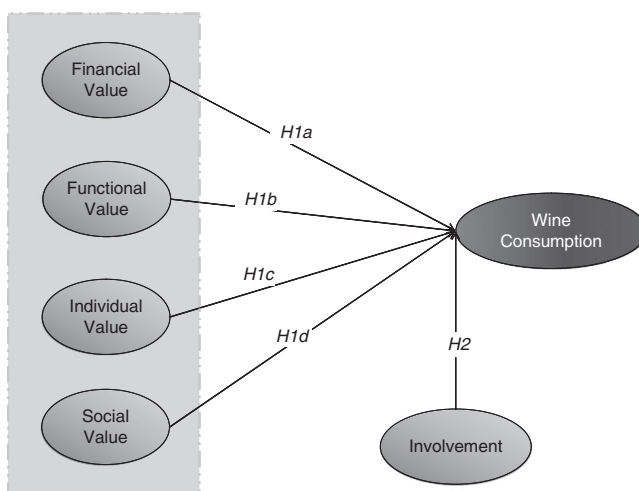 Financial
Value
H1a
Functional
Value
H1b
Wine
Consumption
Individual
Value
H1c
H1d
H2
Social
Value
Involvement